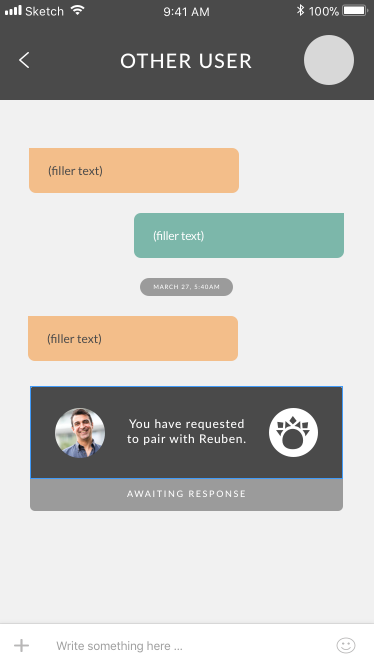 Sketch 9:41 AM 100%
OTHER USER
(filler text)
(filler text)
MARCH 27, 5:40AM
(filler text)
You have requested
to pair with Reuben.
AWAITING RESPONSE
Write something here ...